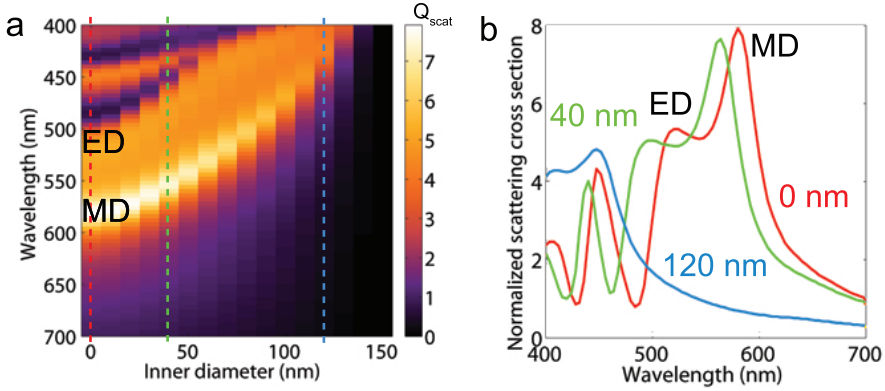 a
Q_scat
400
450
500
550
600
650
700
Wavelength (nm)
ED
MD
0
50
100
150
Inner diameter (nm)
7
6
5
4
3
2
1
0
b
8
6
4
2
0
Normalized scattering cross section
MD
ED
40 nm
0 nm
120 nm
400
500
600
700
Wavelength (nm)